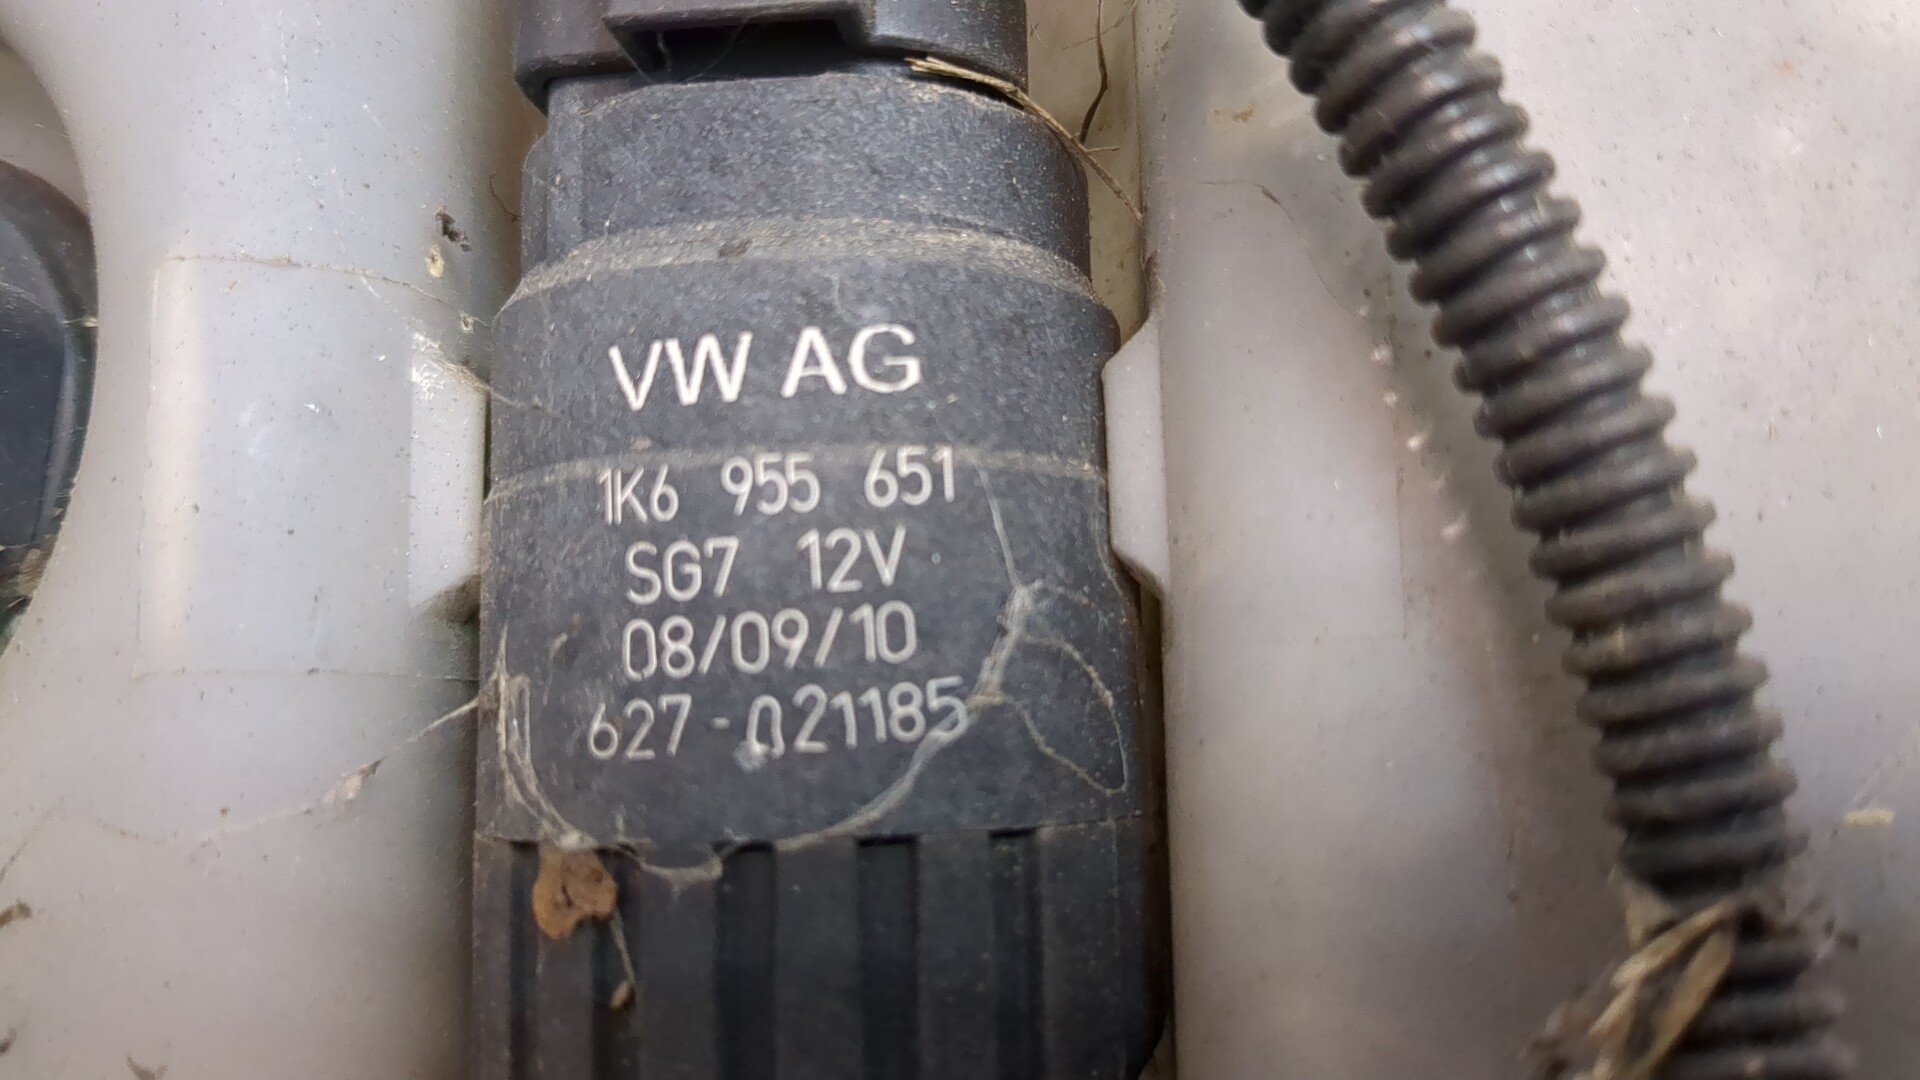 VW AG
1K6 955 651
SG7 12V
08/09/10
627-021185